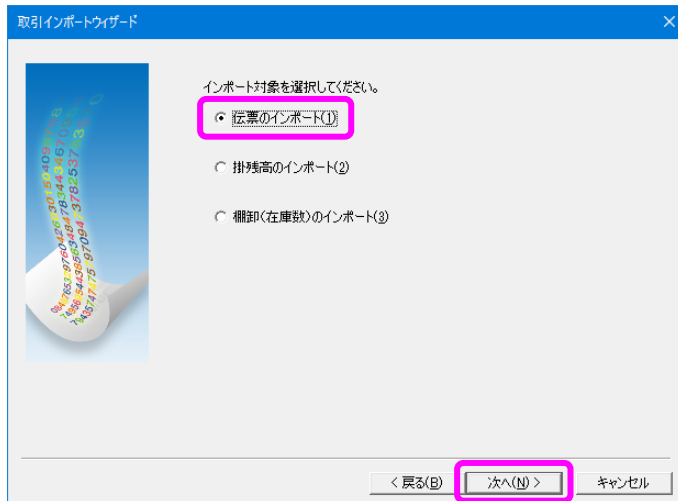 取引インポートウィザード
インポート対象を選択してください。
伝票のインポート(1)
掛残高のインポート(2)
棚卸(在庫数)のインポート(3)
< 戻る(B)
次へ(N) >
キャンセル